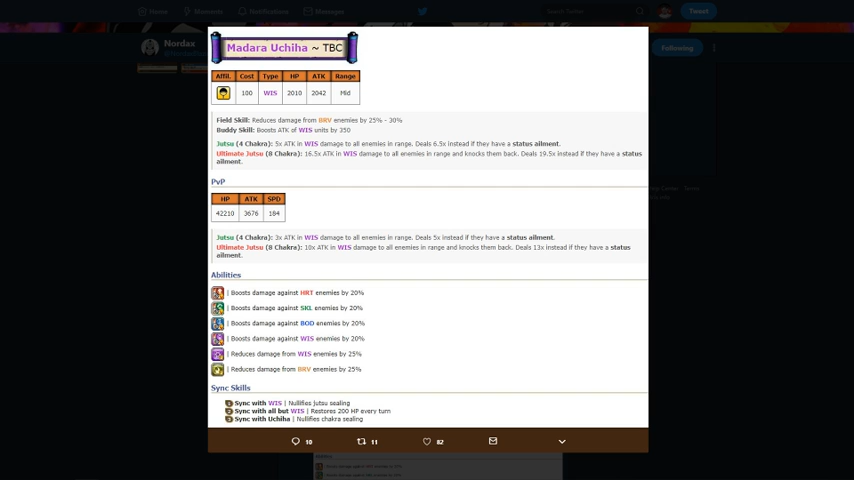 Home
Moments
Notifications
Messages
Search Twitter
Tweet
Nordax
Following
Madara Uchiha ~ TBC
Affil. Cost Type HP ATK Range
100 WIS 2010 2042 Mid
Field Skill: Reduces damage from BRV enemies by 25% - 30%
Buddy Skill: Boosts ATK of WIS units by 350
Jutsu (4 Chakra): 5x ATK in WIS damage to all enemies in range. Deals 6.5x instead if they have a status ailment.
Ultimate Jutsu (8 Chakra): 16.5x ATK in WIS damage to all enemies in range and knocks them back. Deals 19.5x instead if they have a status
ailment.
PvP
HP ATK SPD
42210 3676 184
Jutsu (4 Chakra): 3x ATK in WIS damage to all enemies in range. Deals 5x instead if they have a status ailment.
Ultimate Jutsu (8 Chakra): 10x ATK in WIS damage to all enemies in range and knocks them back. Deals 13x instead if they have a status
ailment.
Abilities
| Boosts damage against HRT enemies by 20%
| Boosts damage against SKL enemies by 20%
| Boosts damage against BOD enemies by 20%
| Boosts damage against WIS enemies by 20%
| Reduces damage from WIS enemies by 25%
| Reduces damage from BRV enemies by 25%
Sync Skills
1 Sync with WIS | Nullifies jutsu sealing
2 Sync with all but WIS | Restores 200 HP every turn
3 Sync with Uchiha | Nullifies chakra sealing
10 11 82